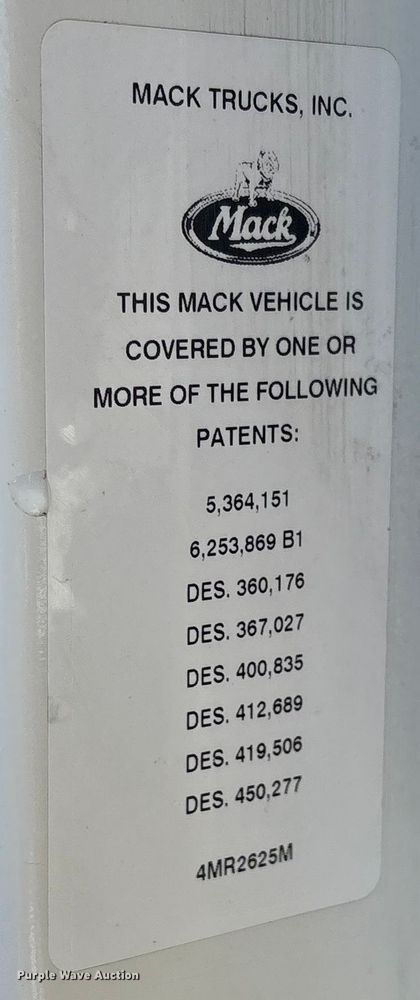 MACK TRUCKS, INC.
Mack
THIS MACK VEHICLE IS
COVERED BY ONE OR
MORE OF THE FOLLOWING
PATENTS:
5,364,151
6,253,869 B1
DES. 360,176
DES. 367,027
DES. 400,835
DES. 412,689
DES. 419,506
DES. 450,277
4MR2625M
Purple Wave Auction